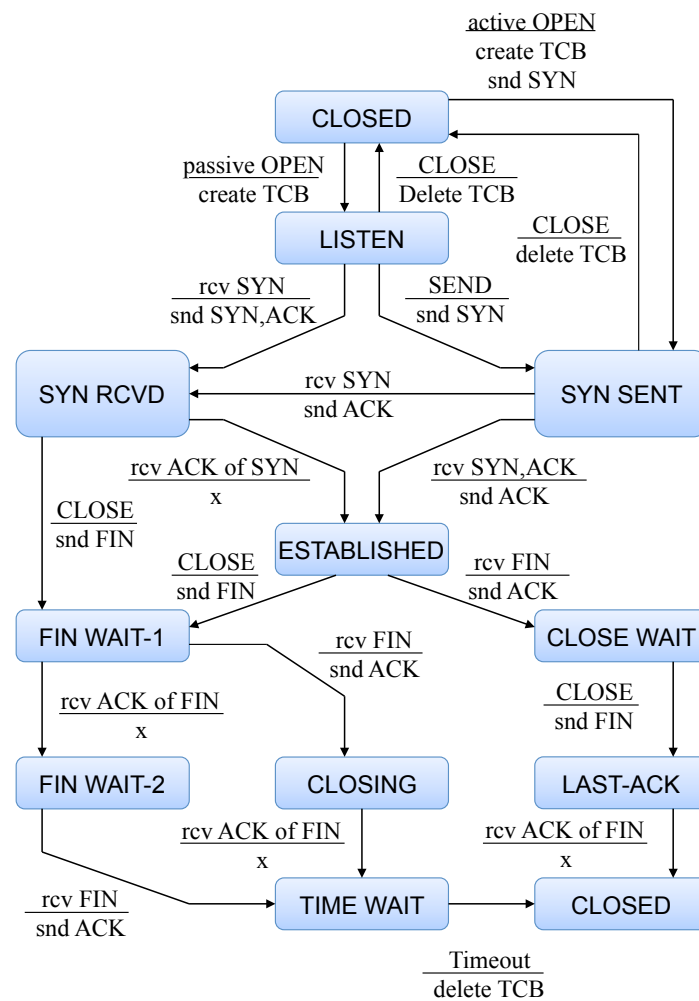 active OPEN
create TCB
snd SYN
CLOSED
passive OPEN
create TCB
CLOSE
Delete TCB
LISTEN
CLOSE
delete TCB
rcv SYN
snd SYN,ACK
SEND
snd SYN
SYN RCVD
rcv SYN
snd ACK
SYN SENT
rcv ACK of SYN
x
rcv SYN,ACK
snd ACK
CLOSE
snd FIN
ESTABLISHED
CLOSE
snd FIN
rcv FIN
snd ACK
FIN WAIT-1
rcv FIN
snd ACK
CLOSE WAIT
rcv ACK of FIN
x
CLOSE
snd FIN
FIN WAIT-2
CLOSING
LAST-ACK
rcv ACK of FIN
x
rcv ACK of FIN
x
rcv FIN
snd ACK
TIME WAIT
CLOSED
Timeout
delete TCB